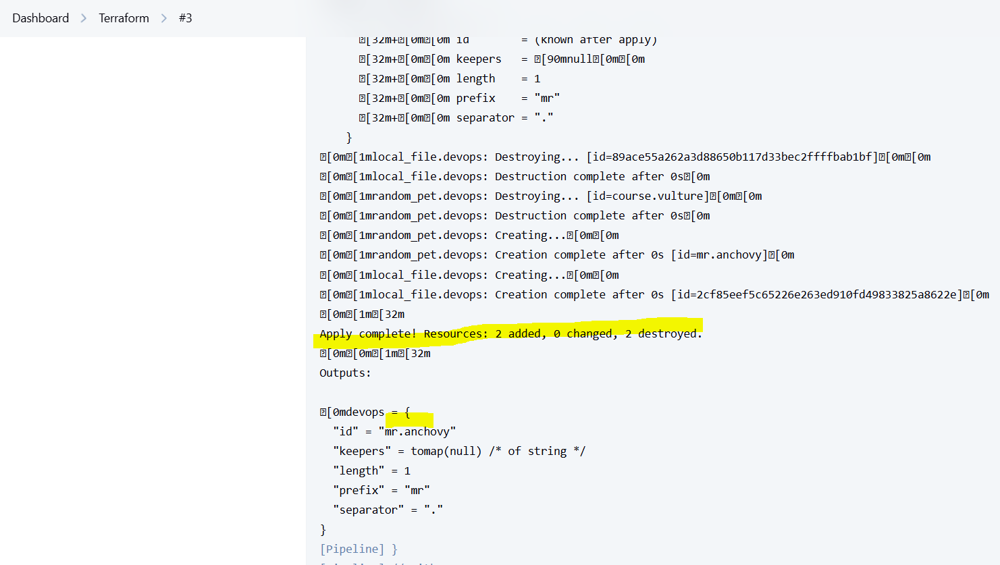 Dashboard > Terraform > #3
�[32m+�[0m�[0m id        = (known after apply)
�[32m+�[0m�[0m keepers   = �[90mnull�[0m�[0m
�[32m+�[0m�[0m length    = 1
�[32m+�[0m�[0m prefix    = "mr"
�[32m+�[0m�[0m separator = "."
}
�[0m�[1mlocal_file.devops: Destroying... [id=89ace55a262a3d88650b117d33bec2ffffbab1bf]�[0m�[0m
�[0m�[1mlocal_file.devops: Destruction complete after 0s�[0m
�[0m�[1mrandom_pet.devops: Destroying... [id=course.vulture]�[0m�[0m
�[0m�[1mrandom_pet.devops: Destruction complete after 0s�[0m
�[0m�[1mrandom_pet.devops: Creating...�[0m�[0m
�[0m�[1mrandom_pet.devops: Creation complete after 0s [id=mr.anchovy]�[0m
�[0m�[1mlocal_file.devops: Creating...�[0m�[0m
�[0m�[1mlocal_file.devops: Creation complete after 0s [id=2cf85eef5c65226e263ed910fd49833825a8622e]�[0m
�[0m�[1m�[32m
Apply complete! Resources: 2 added, 0 changed, 2 destroyed.
�[0m�[0m�[1m�[32m
Outputs:
�[0mdevops = {
"id" = "mr.anchovy"
"keepers" = tomap(null) /* of string */
"length" = 1
"prefix" = "mr"
"separator" = "."
}
[Pipeline] }